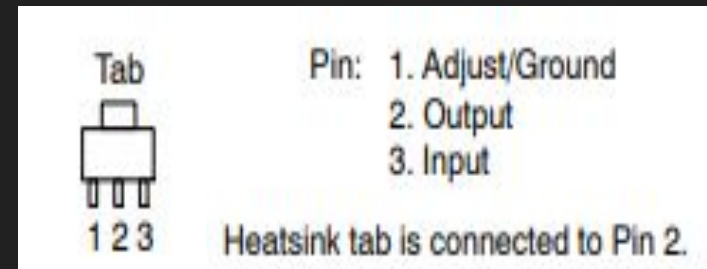 Tab
Pin: 1. Adjust/Ground
2. Output
3. Input
1 2 3
Heatsink tab is connected to Pin 2.